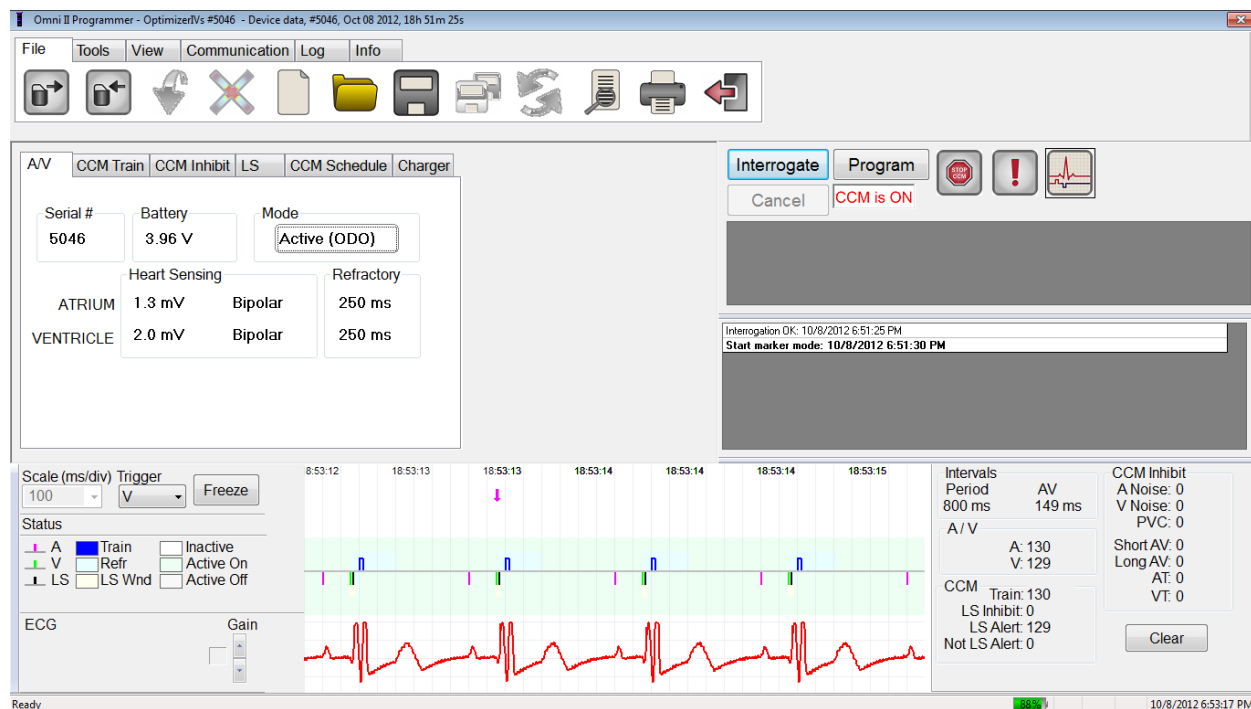 Omni II Programmer - OptimizerIVs #5046 - Device data, #5046, Oct 08 2012, 18h 51m 25s
File Tools View Communication Log Info
A/V CCM Train CCM Inhibit LS CCM Schedule Charger
Serial # Battery Mode
5046 3.96 V Active (ODO)
Heart Sensing Refractory
ATRIUM 1.3 mV Bipolar 250 ms
VENTRICLE 2.0 mV Bipolar 250 ms
Interrogate Program STOP CCM !
Cancel CCM is ON
Interrogation OK: 10/8/2012 6:51:25 PM
Start marker mode: 10/8/2012 6:51:30 PM
Scale (ms/div) Trigger
100 V Freeze
Status
A Train Inactive
V Refr Active On
LS LS Wnd Active Off
ECG Gain
8:53:12 18:53:13 18:53:13 18:53:14 18:53:14 18:53:14 18:53:15
Intervals
Period AV
800 ms 149 ms
A / V
A: 130
V: 129
CCM
Train: 130
LS Inhibit: 0
LS Alert: 129
Not LS Alert: 0
CCM Inhibit
A Noise: 0
V Noise: 0
PVC: 0
Short AV: 0
Long AV: 0
AT: 0
VT: 0
Clear
Ready 88% 10/8/2012 6:53:17 PM